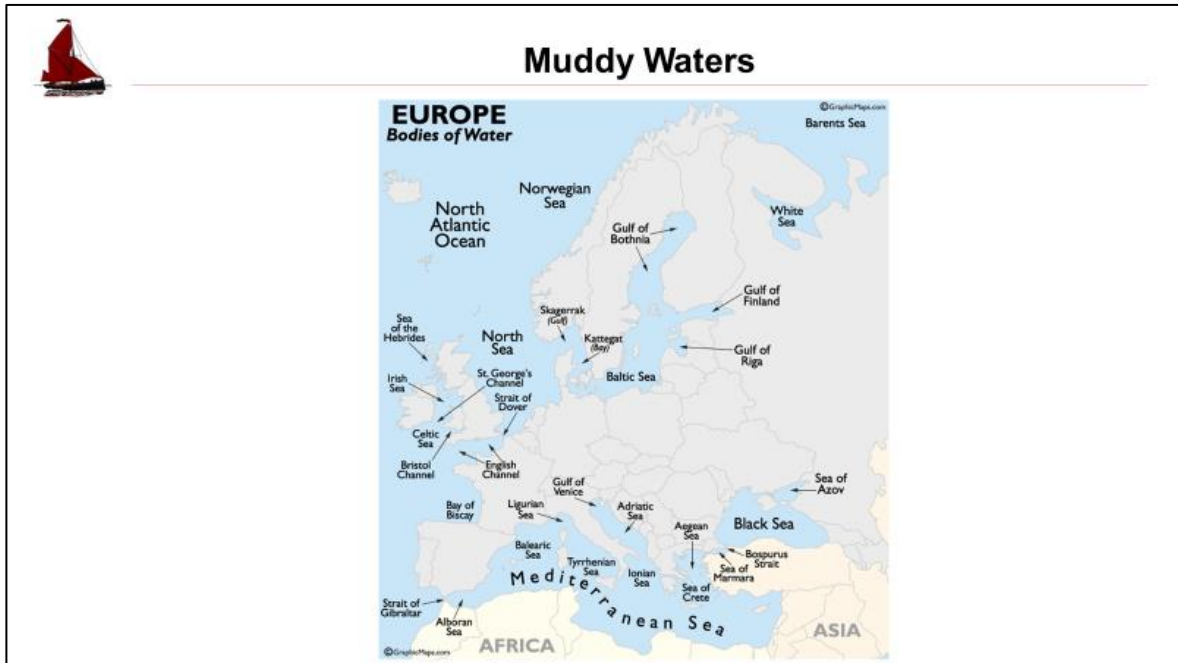 Muddy Waters
EUROPE
Bodies of Water
©GraphicMaps.com
Barents Sea
Norwegian
Sea
North
Atlantic
Ocean
White
Sea
Gulf of
Bothnia
Gulf of
Finland
Skagerrak
(Gulf)
Sea
of the
Hebrides
North
Sea
Kattegat
(Bay)
Gulf of
Riga
St. George's
Channel
Baltic Sea
Irish
Sea
Strait of
Dover
Celtic
Sea
Bristol
Channel
English
Channel
Gulf of
Venice
Sea of
Azov
Bay of
Biscay
Ligurian
Sea
Adriatic
Sea
Aegean
Sea
Black Sea
Balearic
Sea
Tyrrhenian
Sea
Ionian
Sea
Bospurus
Strait
Sea of
Marmara
Mediterranean Sea
Sea of
Crete
Strait of
Gibraltar
Alboran
Sea
AFRICA
ASIA
©GraphicMaps.com